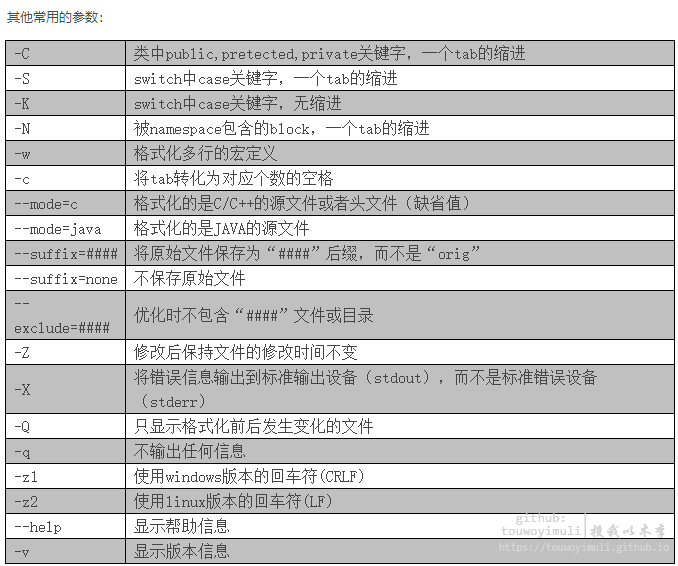 其他常用的参数:
-C 类中public,pretected,private关键字，一个tab的缩进
-S switch中case关键字，一个tab的缩进
-K switch中case关键字，无缩进
-N 被namespace包含的block，一个tab的缩进
-w 格式化多行的宏定义
-c 将tab转化为对应个数的空格
--mode=c 格式化的是C/C++的源文件或者头文件（缺省值）
--mode=java 格式化的是JAVA的源文件
--suffix=#### 将原始文件保存为“####”后缀，而不是“orig”
--suffix=none 不保存原始文件
--
exclude=#### 优化时不包含“####”文件或目录
-Z 修改后保持文件的修改时间不变
-X 将错误信息输出到标准输出设备（stdout），而不是标准错误设备
（stderr）
-Q 只显示格式化前后发生变化的文件
-q 不输出任何信息
-z1 使用windows版本的回车符(CRLF)
-z2 使用linux版本的回车符(LF)
--help 显示帮助信息
-v 显示版本信息
github:
touwoyimuli 投我以木李
https://touwoyimuli.github.io